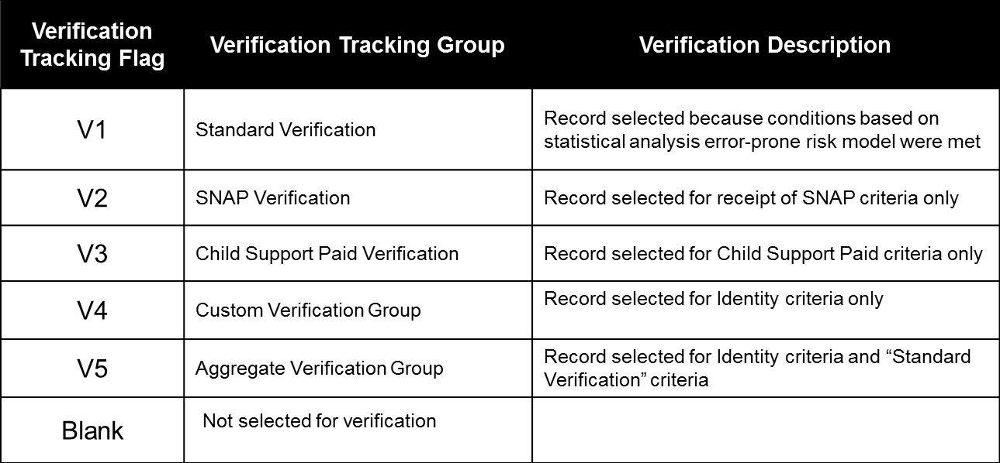 Verification
Tracking Flag
Verification Tracking Group
Verification Description
V1
Standard Verification
Record selected because conditions based on
statistical analysis error-prone risk model were met
V2
SNAP Verification
Record selected for receipt of SNAP criteria only
V3
Child Support Paid Verification
Record selected for Child Support Paid criteria only
V4
Custom Verification Group
Record selected for Identity criteria only
V5
Aggregate Verification Group
Record selected for Identity criteria and “Standard
Verification” criteria
Blank
Not selected for verification